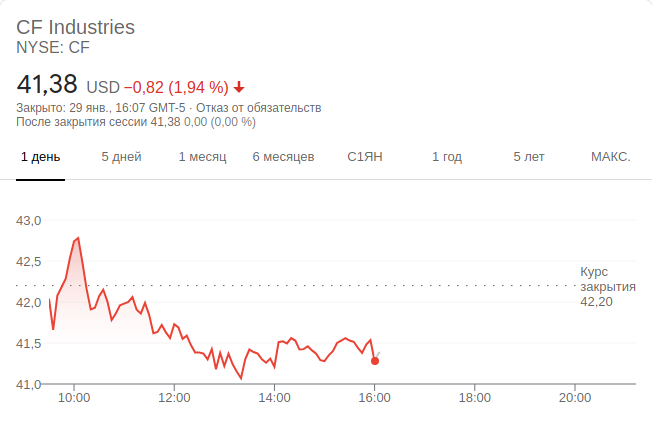 CF Industries
NYSE: CF
41,38 USD −0,82 (1,94 %)
Закрыто: 29 янв., 16:07 GMT-5 · Отказ от обязательств
После закрытия сессии 41,38 0,00 (0,00 %)
1 день 5 дней 1 месяц 6 месяцев С1ЯН 1 год 5 лет МАКС.
43,0
42,5
Курс
закрытия
42,20
42,0
41,5
41,0
10:00 12:00 14:00 16:00 18:00 20:00